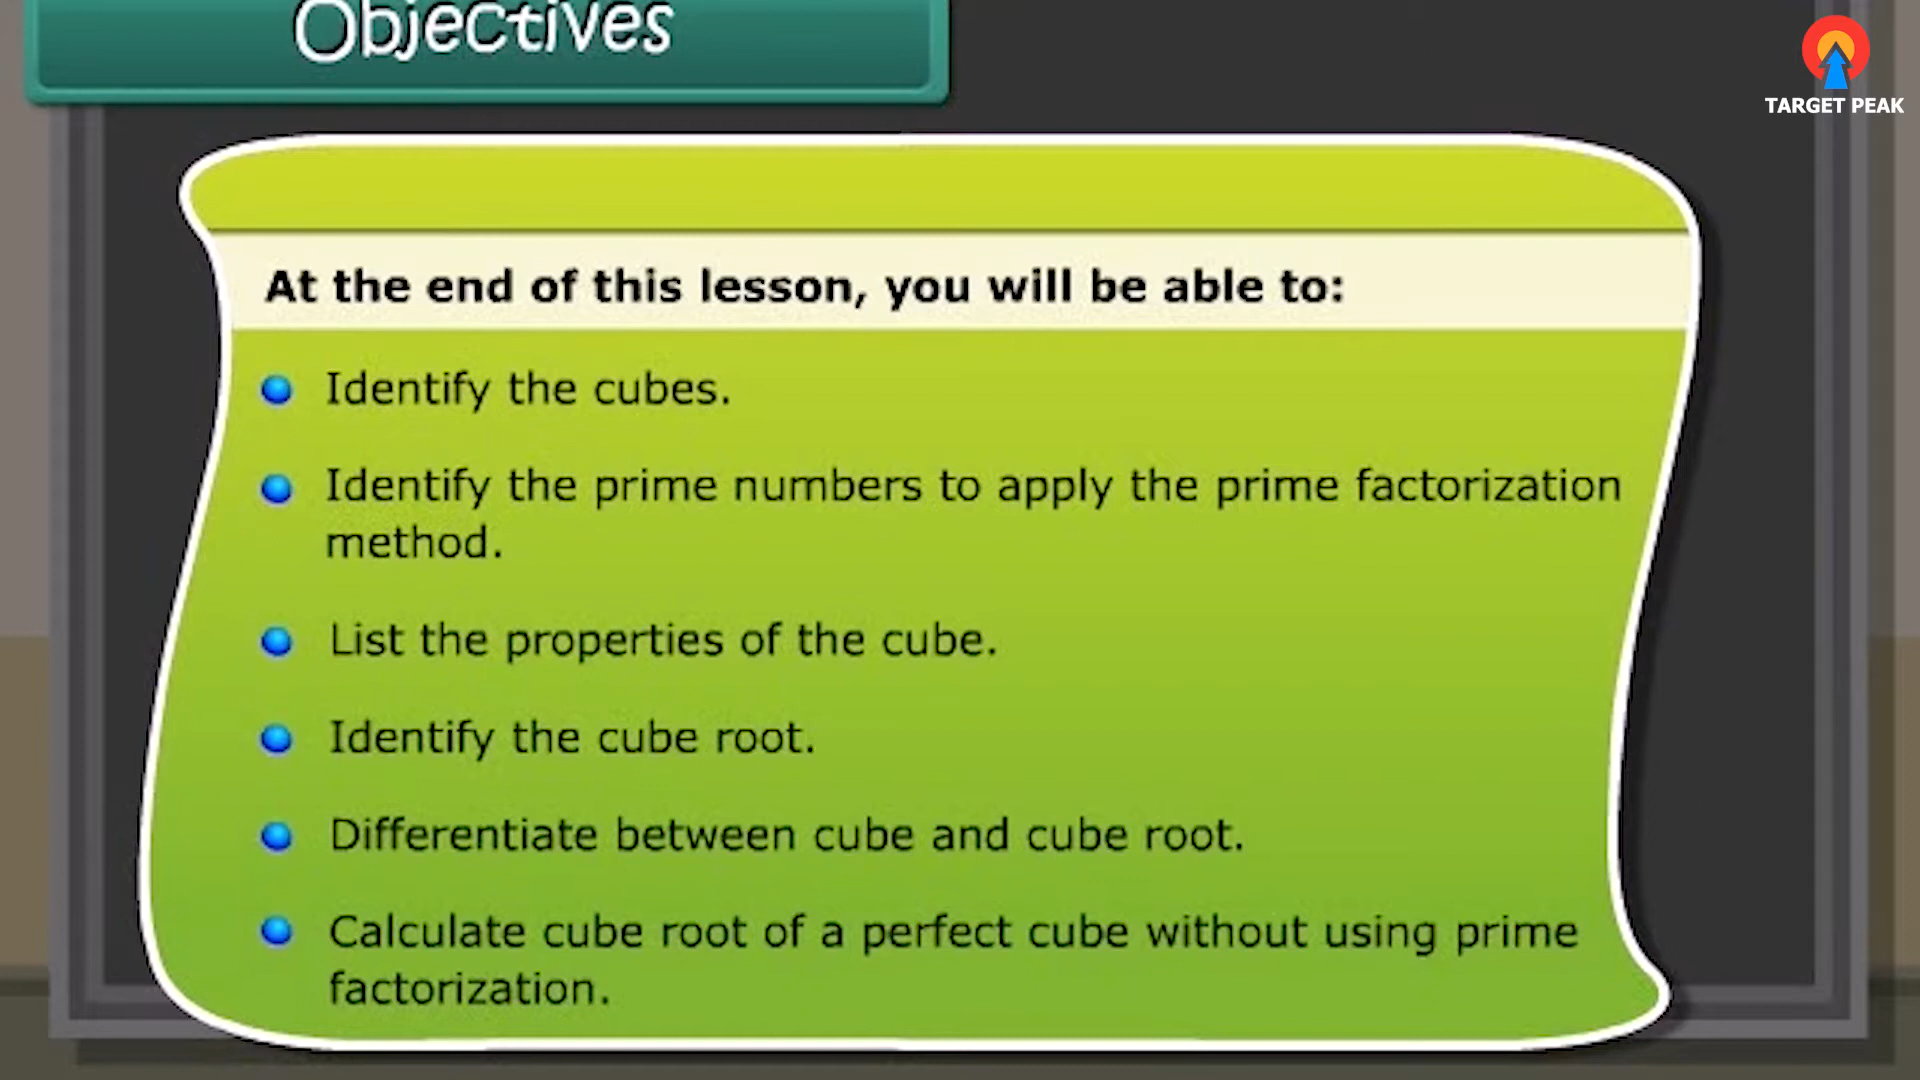 Objectives
TARGET PEAK
At the end of this lesson, you will be able to:
Identify the cubes.
Identify the prime numbers to apply the prime factorization
method.
List the properties of the cube.
Identify the cube root.
Differentiate between cube and cube root.
Calculate cube root of a perfect cube without using prime
factorization.